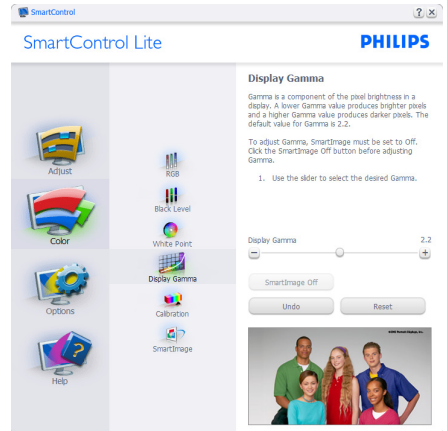 SmartControl
? ×
SmartControl Lite
PHILIPS
Adjust
Color
Options
Help
RGB
Black Level
White Point
Display Gamma
Calibration
SmartImage
Display Gamma
Gamma is a component of the pixel brightness in a
display. A lower Gamma value produces brighter pixels
and a higher Gamma value produces darker pixels. The
default value for Gamma is 2.2.
To adjust Gamma, SmartImage must be set to Off.
Click the SmartImage Off button before adjusting
Gamma.
1. Use the slider to select the desired Gamma.
Display Gamma 2.2
SmartImage Off
Undo Reset